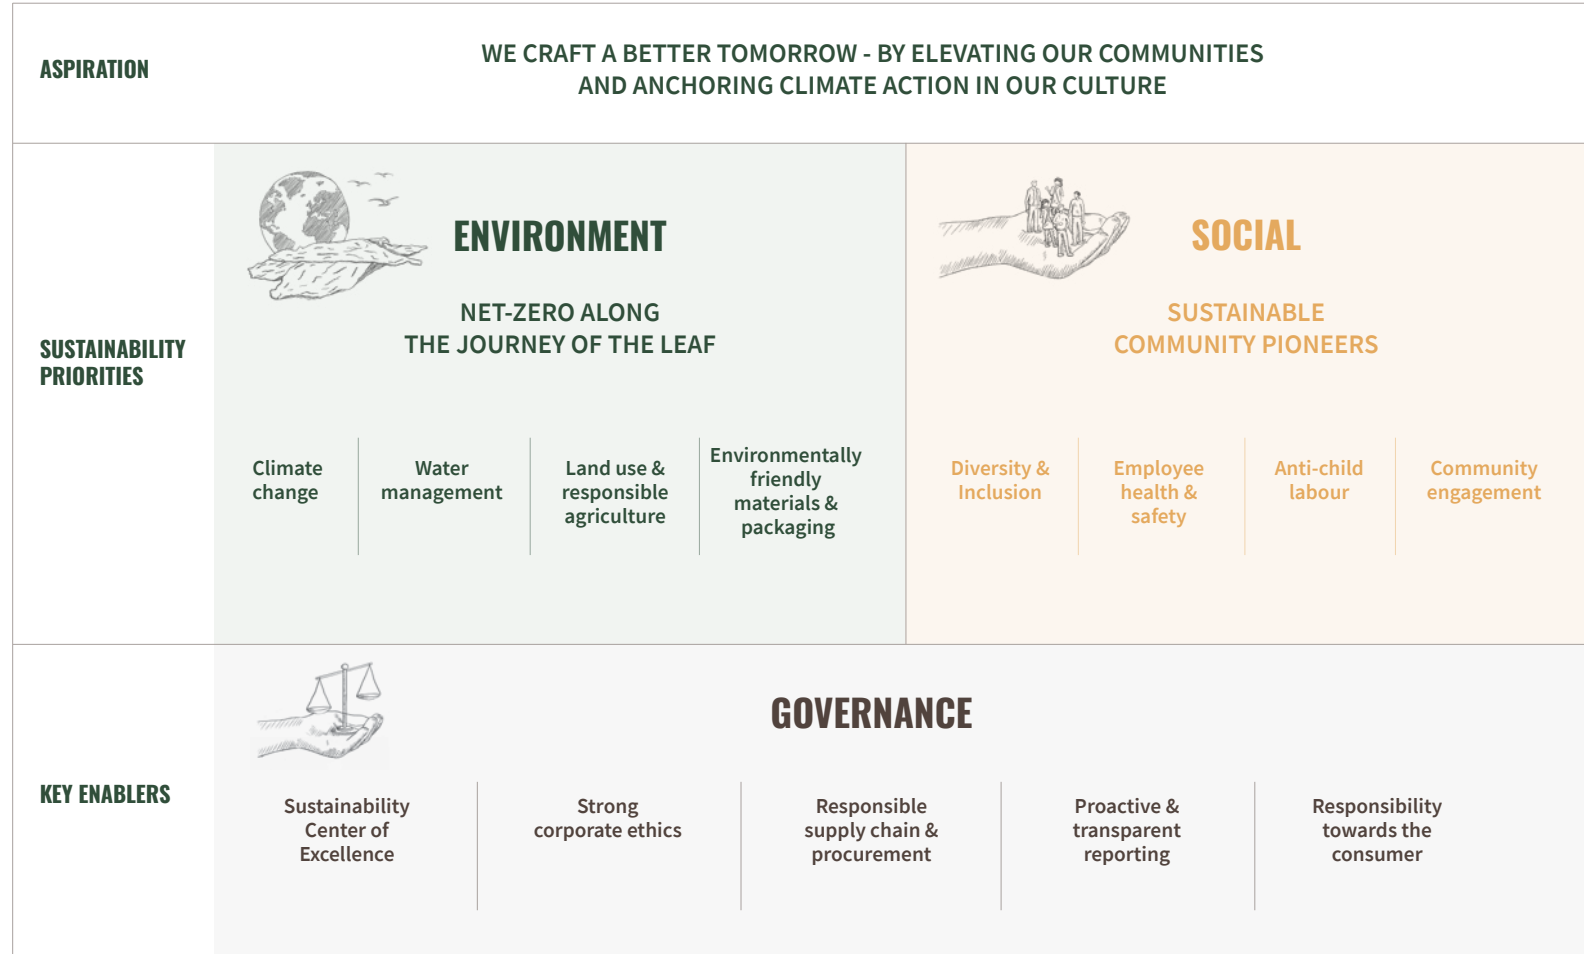 ASPIRATION
WE CRAFT A BETTER TOMORROW - BY ELEVATING OUR COMMUNITIES
AND ANCHORING CLIMATE ACTION IN OUR CULTURE
SUSTAINABILITY
PRIORITIES
ENVIRONMENT
NET-ZERO ALONG
THE JOURNEY OF THE LEAF
Climate
change
Water
management
Land use &
responsible
agriculture
Environmentally
friendly
materials &
packaging
SOCIAL
SUSTAINABLE
COMMUNITY PIONEERS
Diversity &
Inclusion
Employee
health &
safety
Anti-child
labour
Community
engagement
KEY ENABLERS
GOVERNANCE
Sustainability
Center of
Excellence
Strong
corporate ethics
Responsible
supply chain &
procurement
Proactive &
transparent
reporting
Responsibility
towards the
consumer